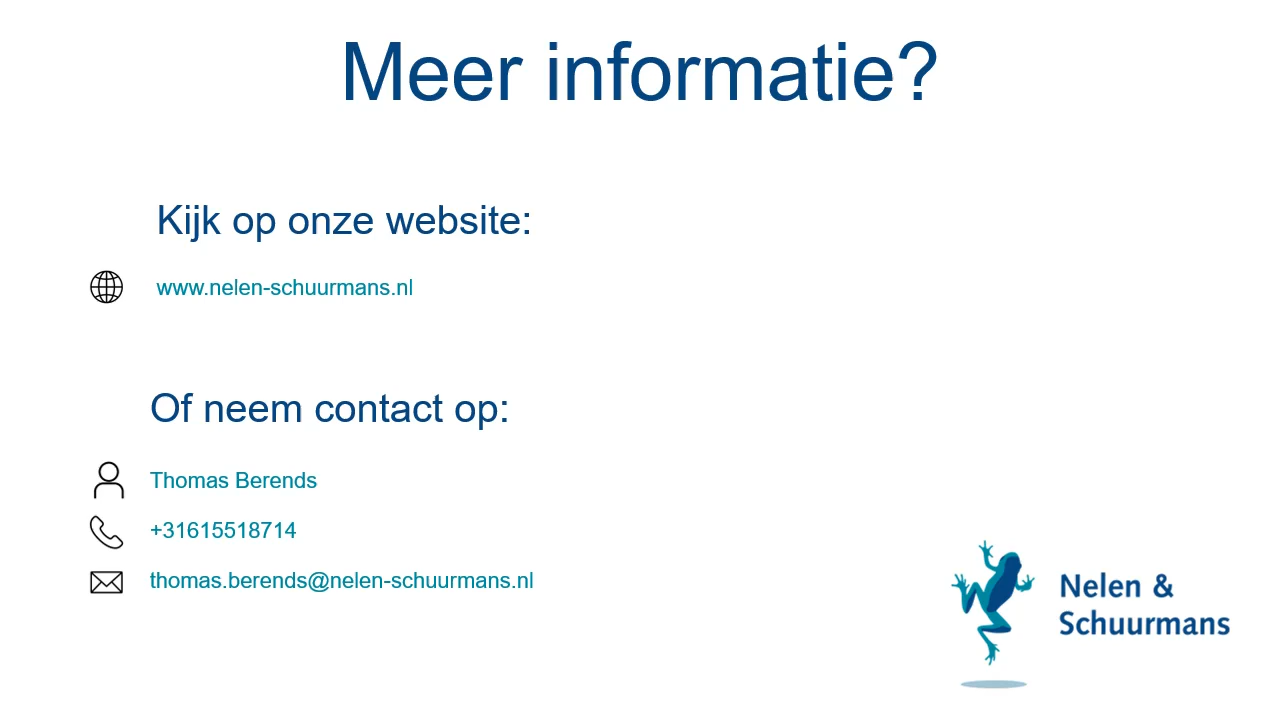 Meer informatie?
Kijk op onze website:
www.nelen-schuurmans.nl
Of neem contact op:
Thomas Berends
+31615518714
thomas.berends@nelen-schuurmans.nl
Nelen &
Schuurmans